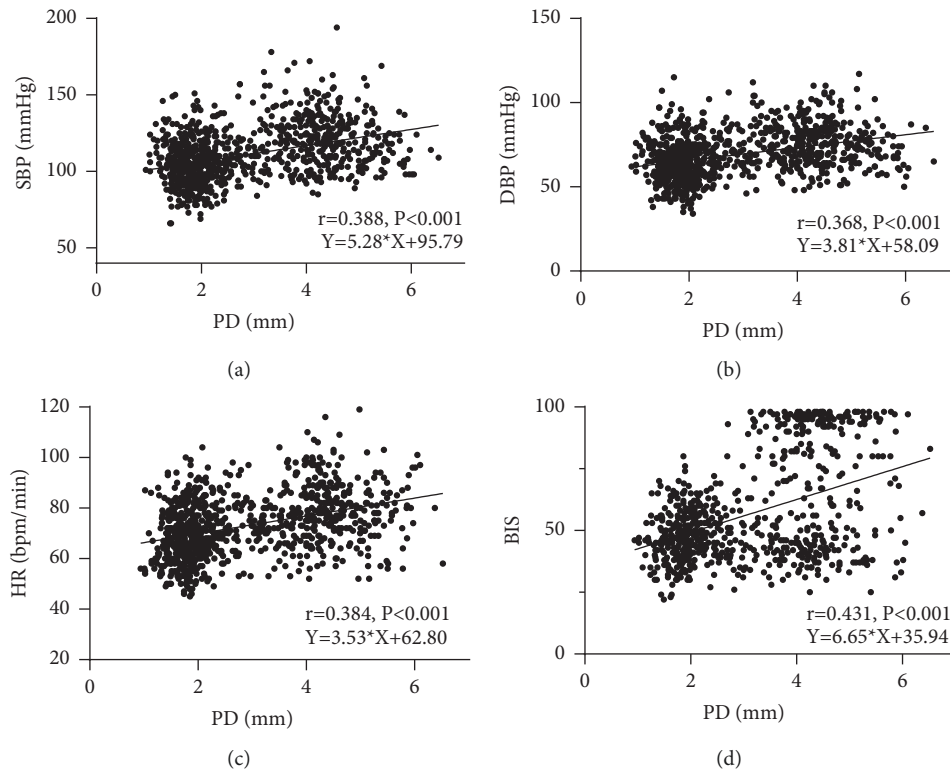 200
150
100
50
SBP (mmHg)
0 2 4 6
PD (mm)
r=0.388, P<0.001
Y=5.28*X+95.79
(a)
150
100
50
0
DBP (mmHg)
0 2 4 6
PD (mm)
r=0.368, P<0.001
Y=3.81*X+58.09
(b)
120
100
80
60
40
20
HR (bpm/min)
0 2 4 6
PD (mm)
r=0.384, P<0.001
Y=3.53*X+62.80
(c)
100
50
0
BIS
0 2 4 6
PD (mm)
r=0.431, P<0.001
Y=6.65*X+35.94
(d)